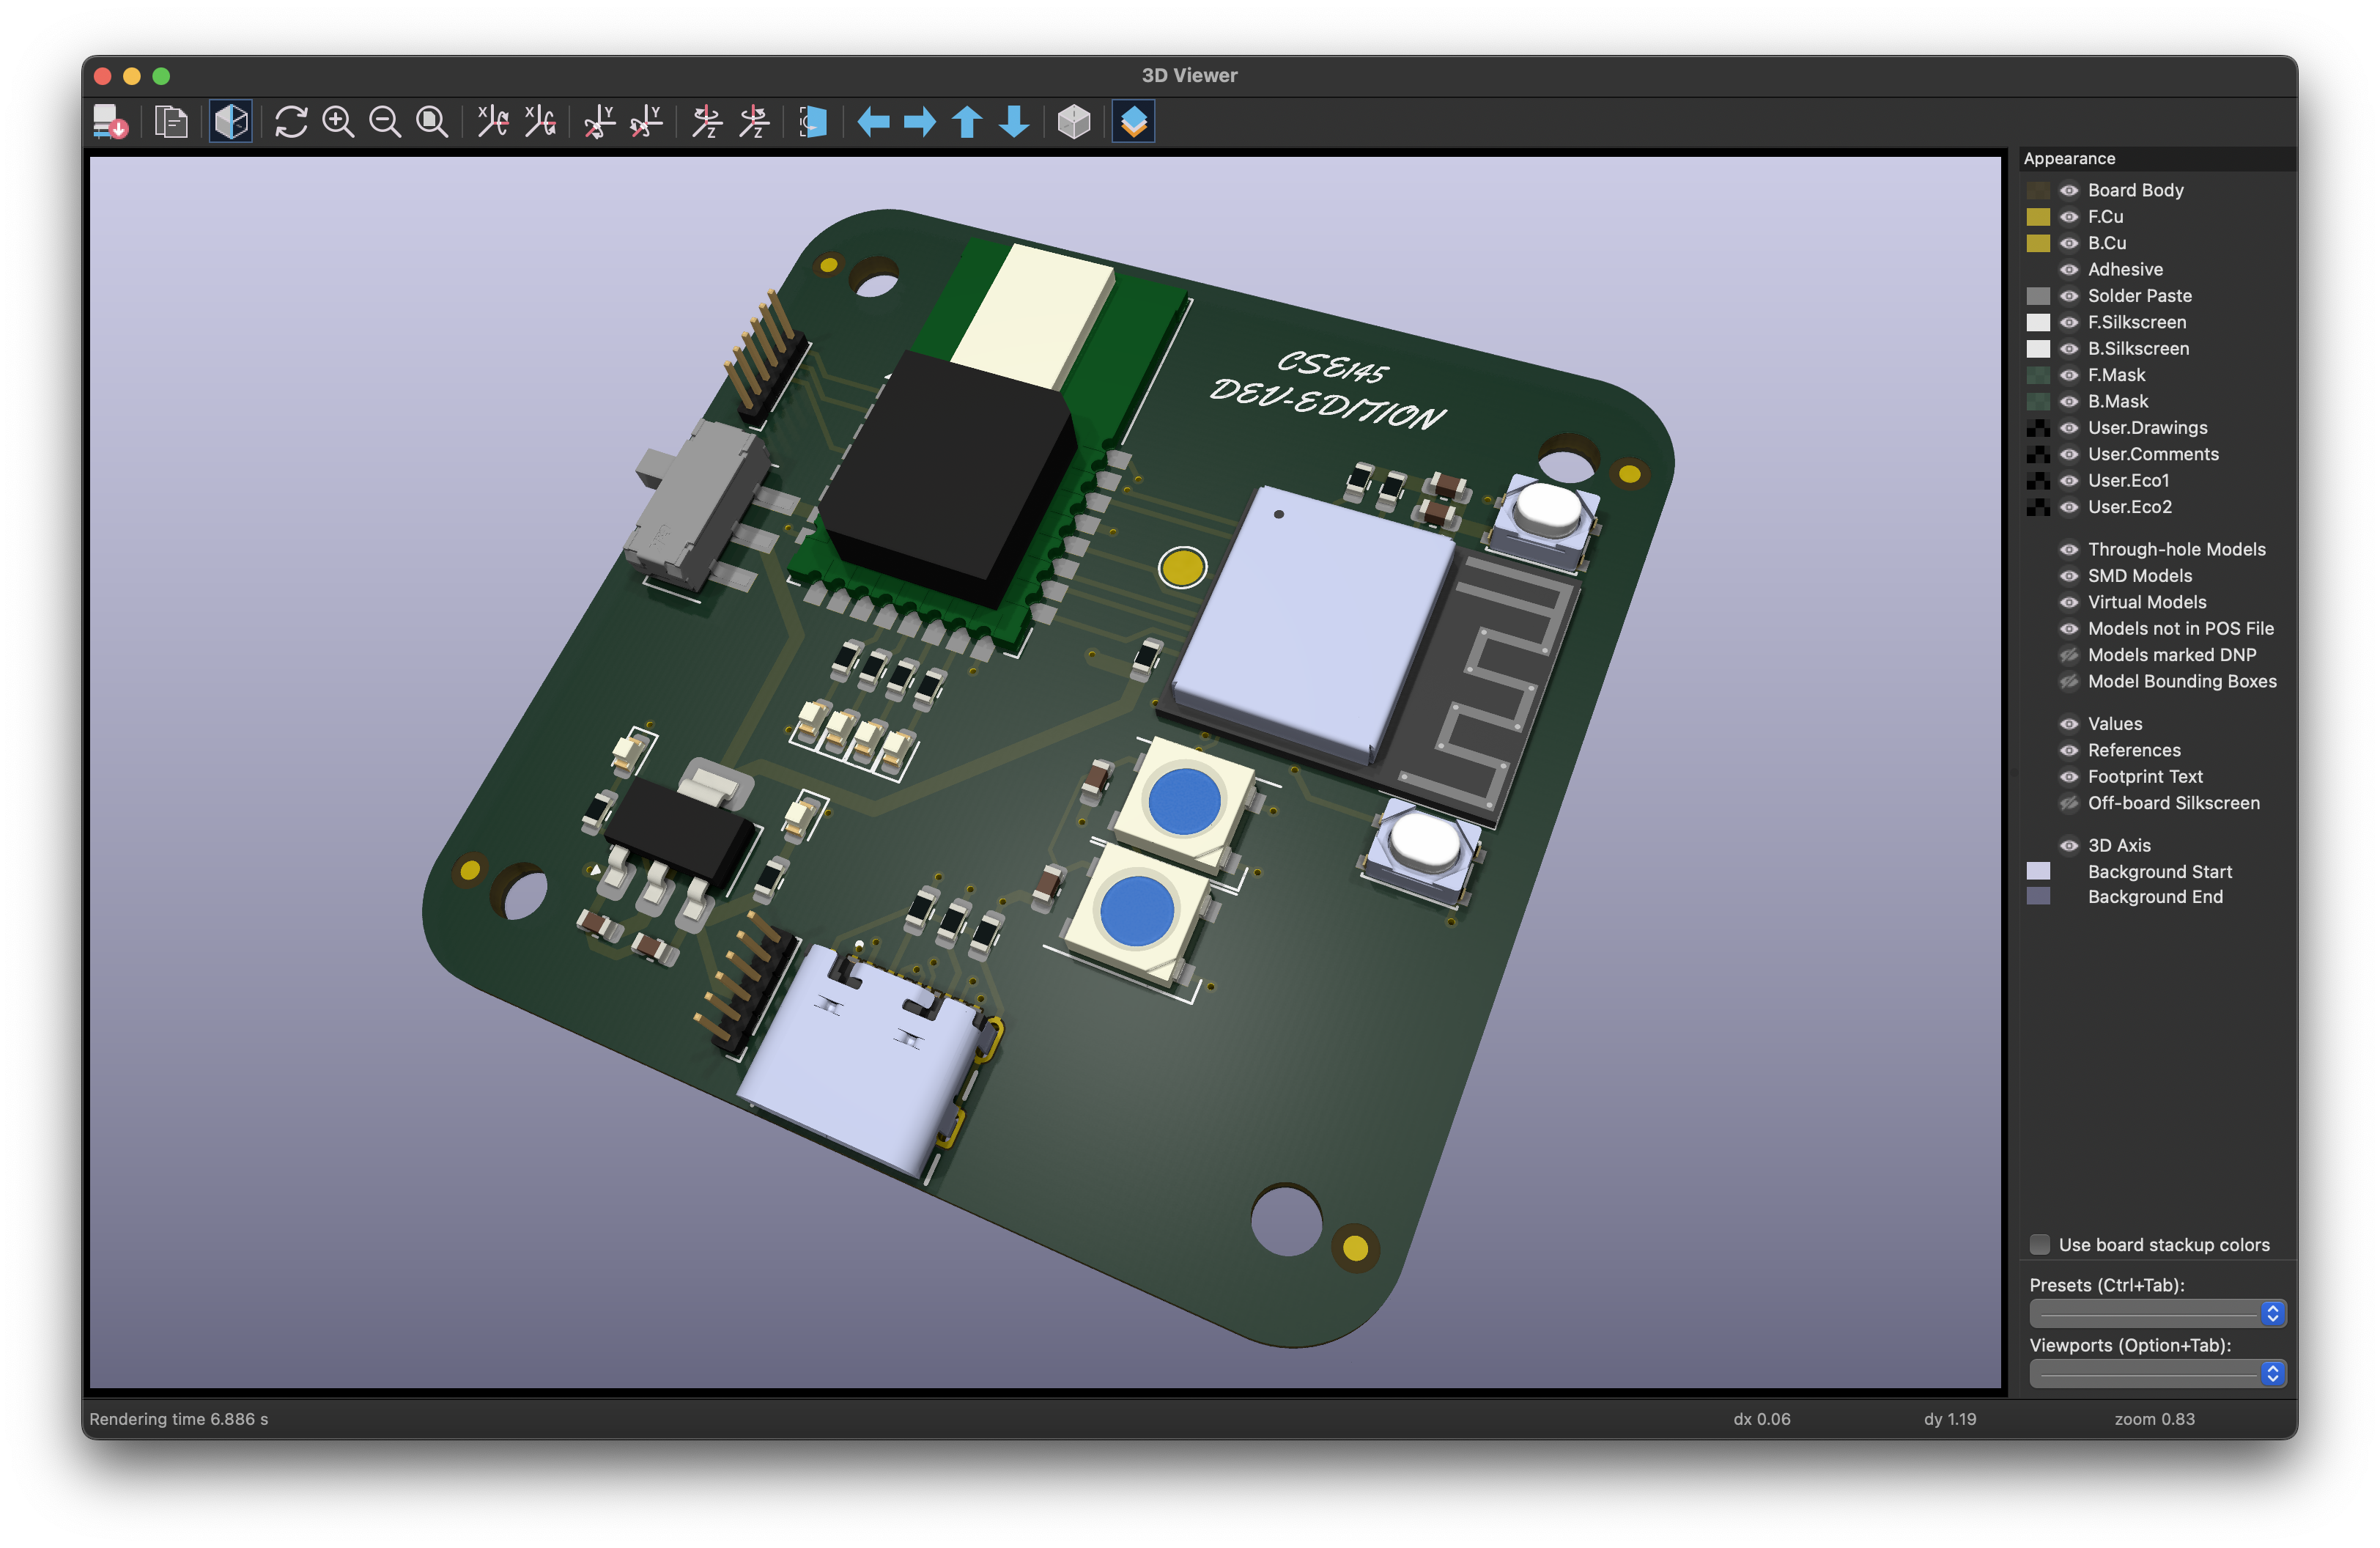 3D Viewer
X
X
Y
Y
Z
Z
Appearance
Board Body
F.Cu
B.Cu
Adhesive
Solder Paste
F.Silkscreen
B.Silkscreen
F.Mask
B.Mask
User.Drawings
User.Comments
User.Eco1
User.Eco2
Through-hole Models
SMD Models
Virtual Models
Models not in POS File
Models marked DNP
Model Bounding Boxes
Values
References
Footprint Text
Off-board Silkscreen
3D Axis
Background Start
Background End
CSE145
DEV-EDITION
Use board stackup colors
Presets (Ctrl+Tab):
Viewports (Option+Tab):
Rendering time 6.886 s
dx 0.06
dy 1.19
zoom 0.83